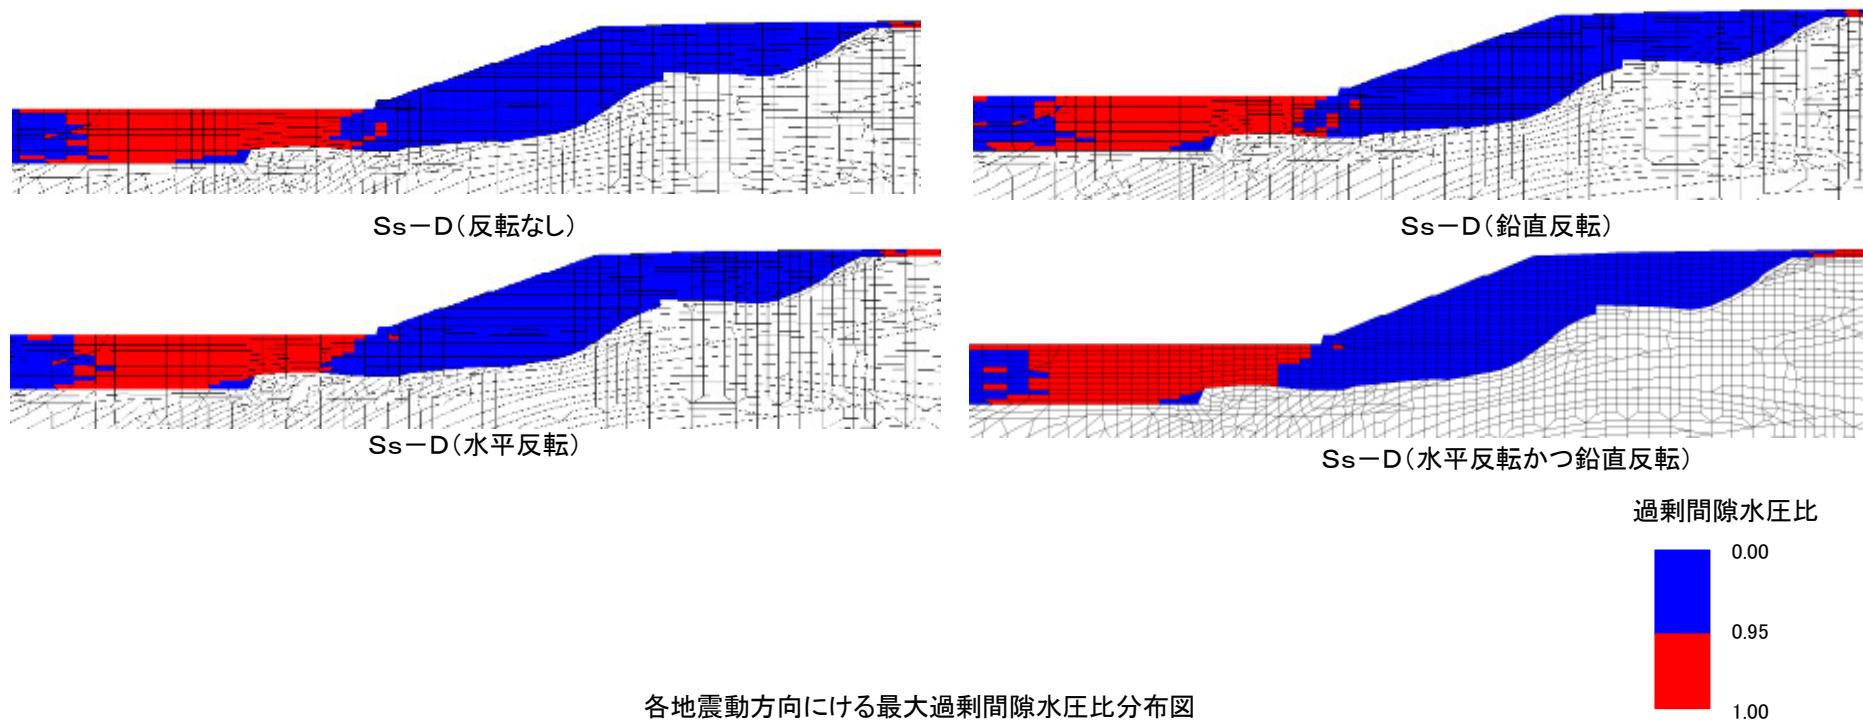 Ss－D（反転なし）
Ss－D（鉛直反転）
Ss－D（水平反転）
Ss－D（水平反転かつ鉛直反転）
過剰間隙水圧比
0.00
0.95
1.00
各地震動方向にける最大過剰間隙水圧比分布図